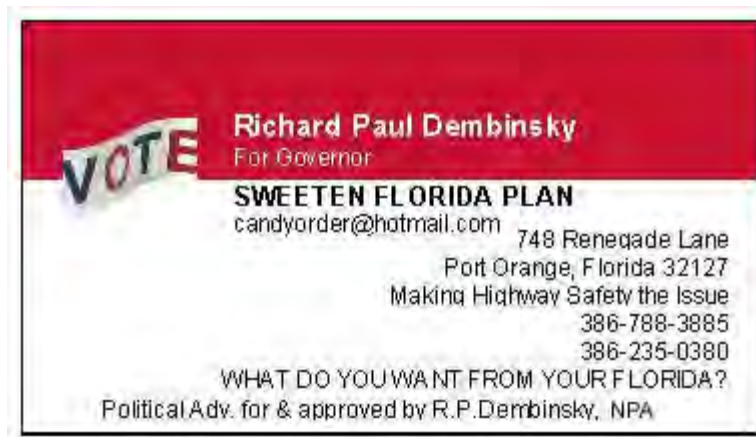 VOTE
Richard Paul Dembinsky
For Governor
SWEETEN FLORIDA PLAN
candyorder@hotmail.com
748 Renegade Lane
Port Orange, Florida 32127
Making Highway Safety the Issue
386-788-3885
386-235-0380
WHAT DO YOU WANT FROM YOUR FLORIDA?
Political Adv. for & approved by R.P.Dembinsky, NPA